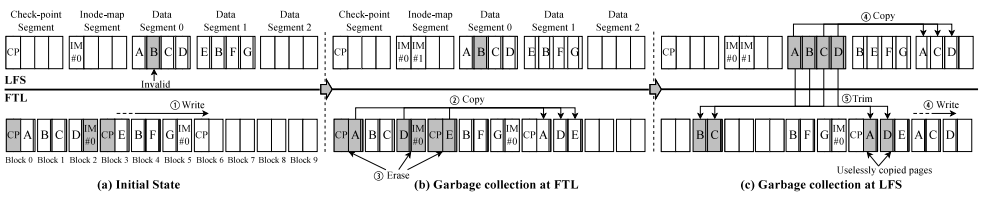 Check-point Segment
Inode-map Segment
Data Segment 0
Data Segment 1
Data Segment 2
CP
IM #0
A B C D
E B F G
Invalid
LFS
FTL
① Write
CP A B C D IM #0 CP E B F G IM #0 CP
Block 0 Block 1 Block 2 Block 3 Block 4 Block 5 Block 6 Block 7 Block 8 Block 9
(a) Initial State
Check-point Segment
Inode-map Segment
Data Segment 0
Data Segment 1
Data Segment 2
CP
IM #0 IM #1
A B C D
E B F G
② Copy
CP A B C D IM #0 CP E B F G IM #0 CP A D E
③ Erase
(b) Garbage collection at FTL
④ Copy
CP
IM #0 IM #1
A B C D
B E F G
A C D
⑤ Trim
④ Write
B C
B F G IM #0 CP A D E A C D
Uselessly copied pages
(c) Garbage collection at LFS